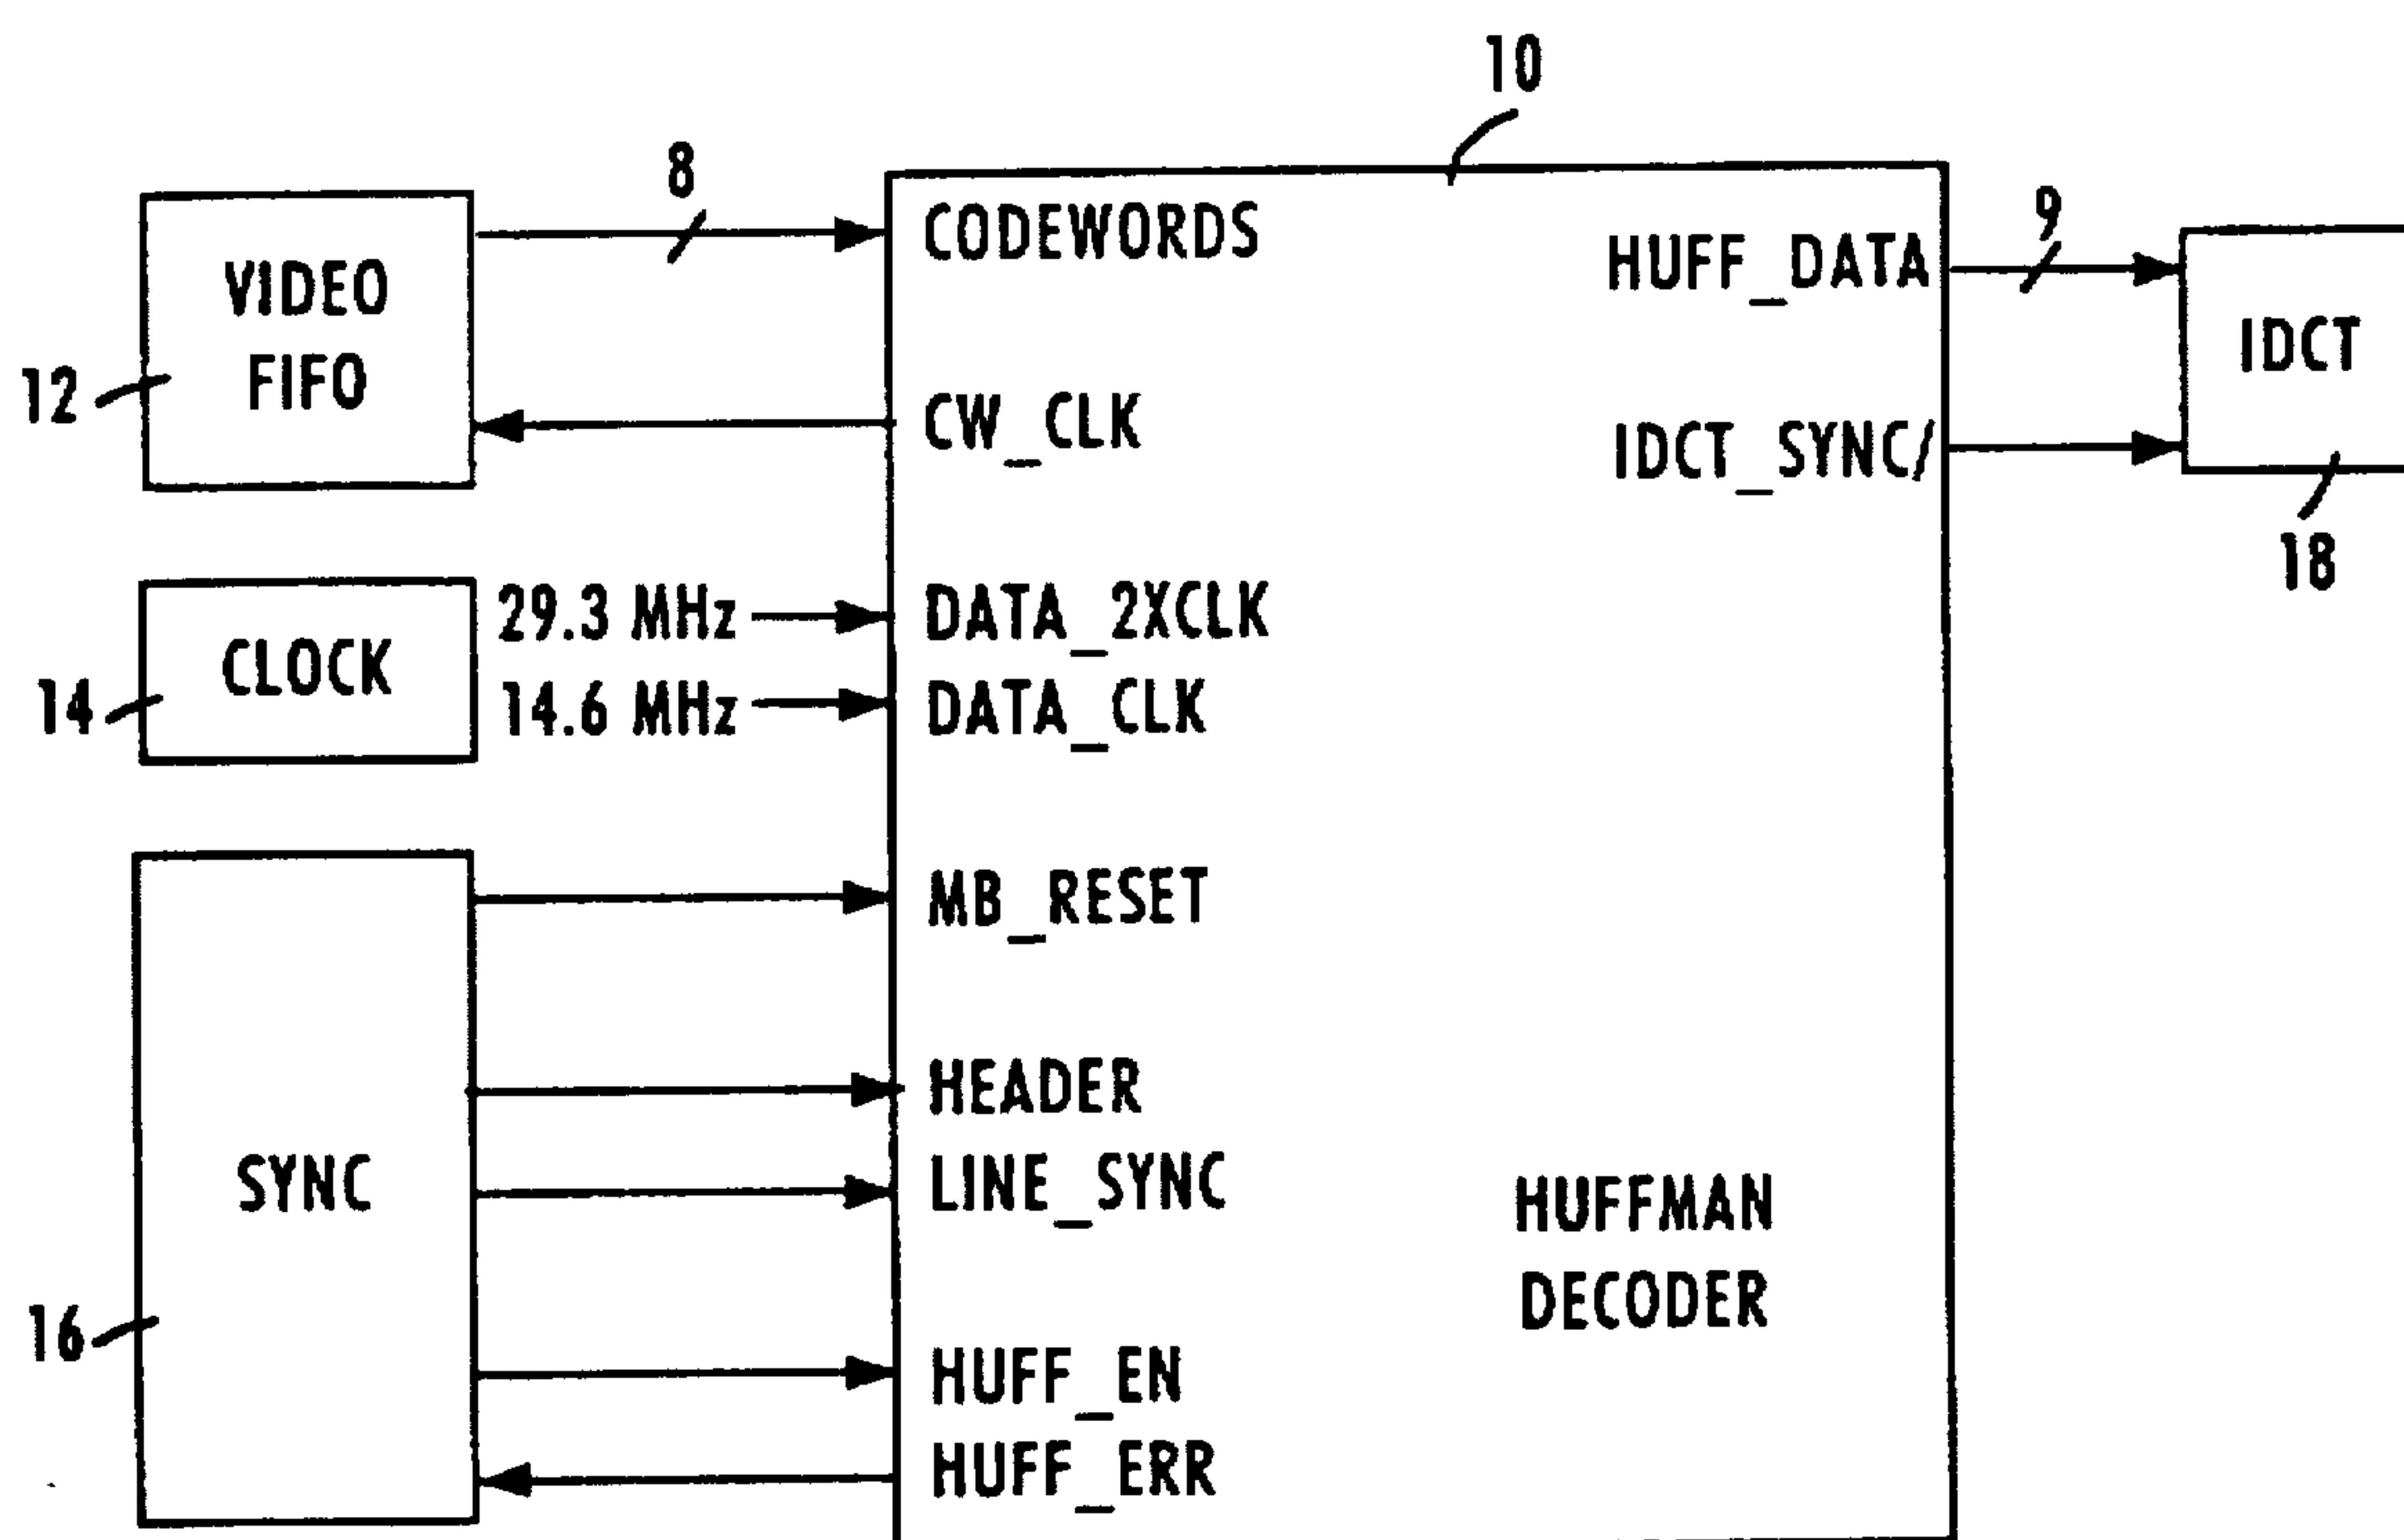 10
8
CODEWORDS
9
HUFF_DATA
VIDEO
FIFO
IDCT
12
CW_CLK
IDCT_SYNC/
18
29.3 MHz
DATA_2XCLK
CLOCK
14
14.6 MHz
DATA_CLK
MB_RESET
HEADER
SYNC
LINE_SYNC
HUFFMAN
DECODER
16
HUFF_EN
HUFF_ERR